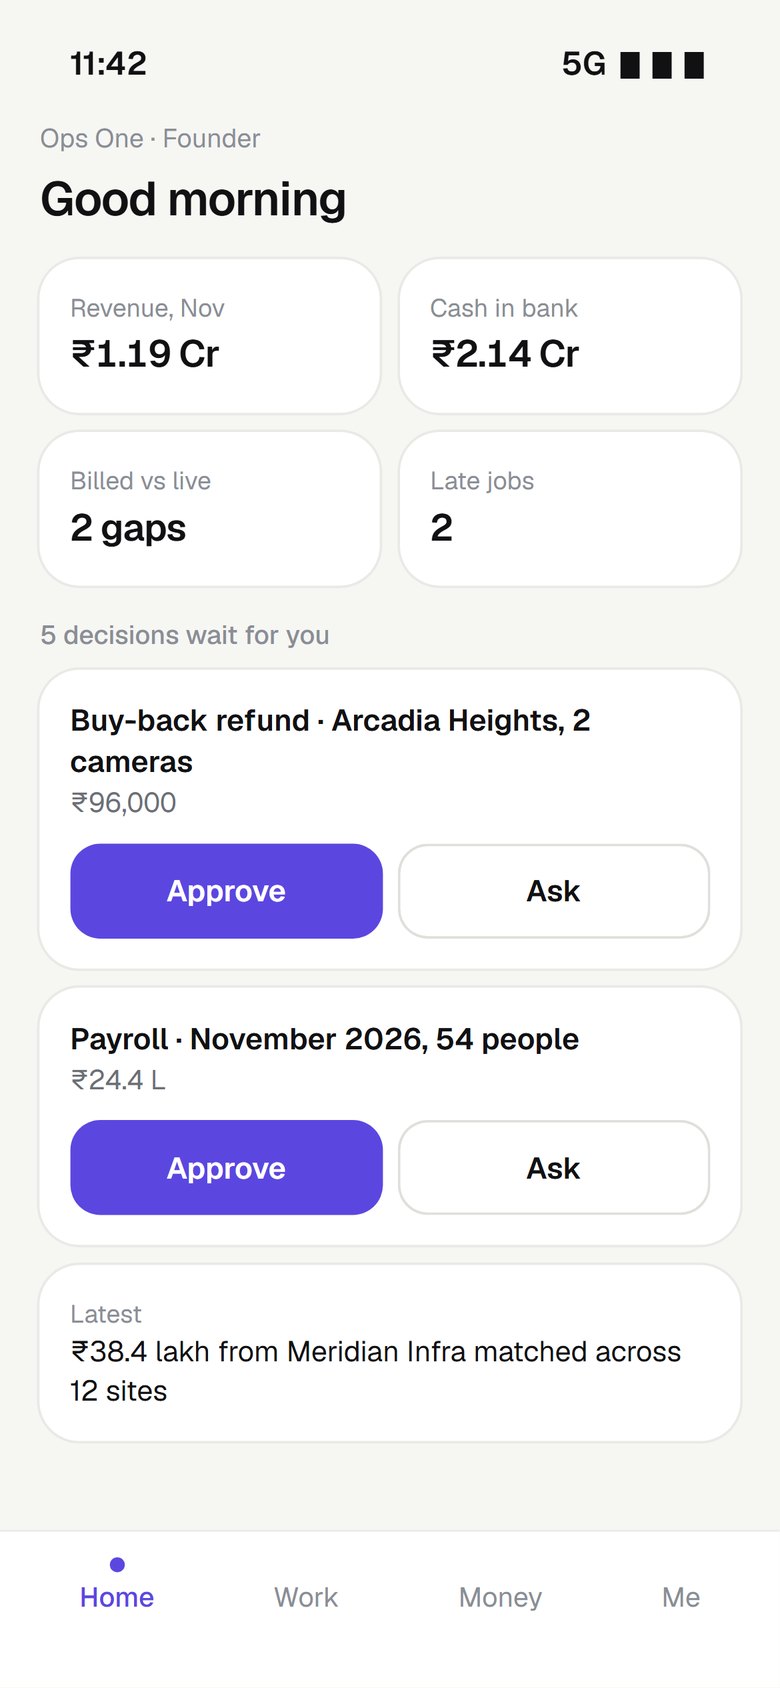 11:42
5G
Ops One · Founder
Good morning
Revenue, Nov
₹1.19 Cr
Cash in bank
₹2.14 Cr
Billed vs live
2 gaps
Late jobs
2
5 decisions wait for you
Buy-back refund · Arcadia Heights, 2
cameras
₹96,000
Approve
Ask
Payroll · November 2026, 54 people
₹24.4 L
Approve
Ask
Latest
₹38.4 lakh from Meridian Infra matched across
12 sites
Home
Work
Money
Me